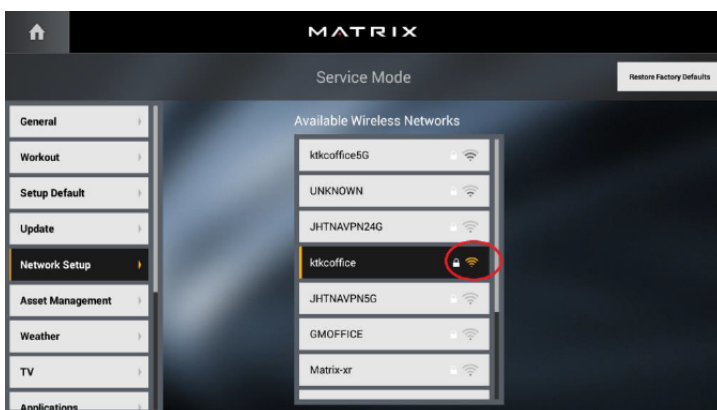 MATRIX
Service Mode
Restore Factory Defaults
General
Workout
Setup Default
Update
Network Setup
Asset Management
Weather
TV
Applications
Available Wireless Networks
ktkcoffice5G
UNKNOWN
JHTNAVPN24G
ktkcoffice
JHTNAVPN5G
GMOFFICE
Matrix-xr